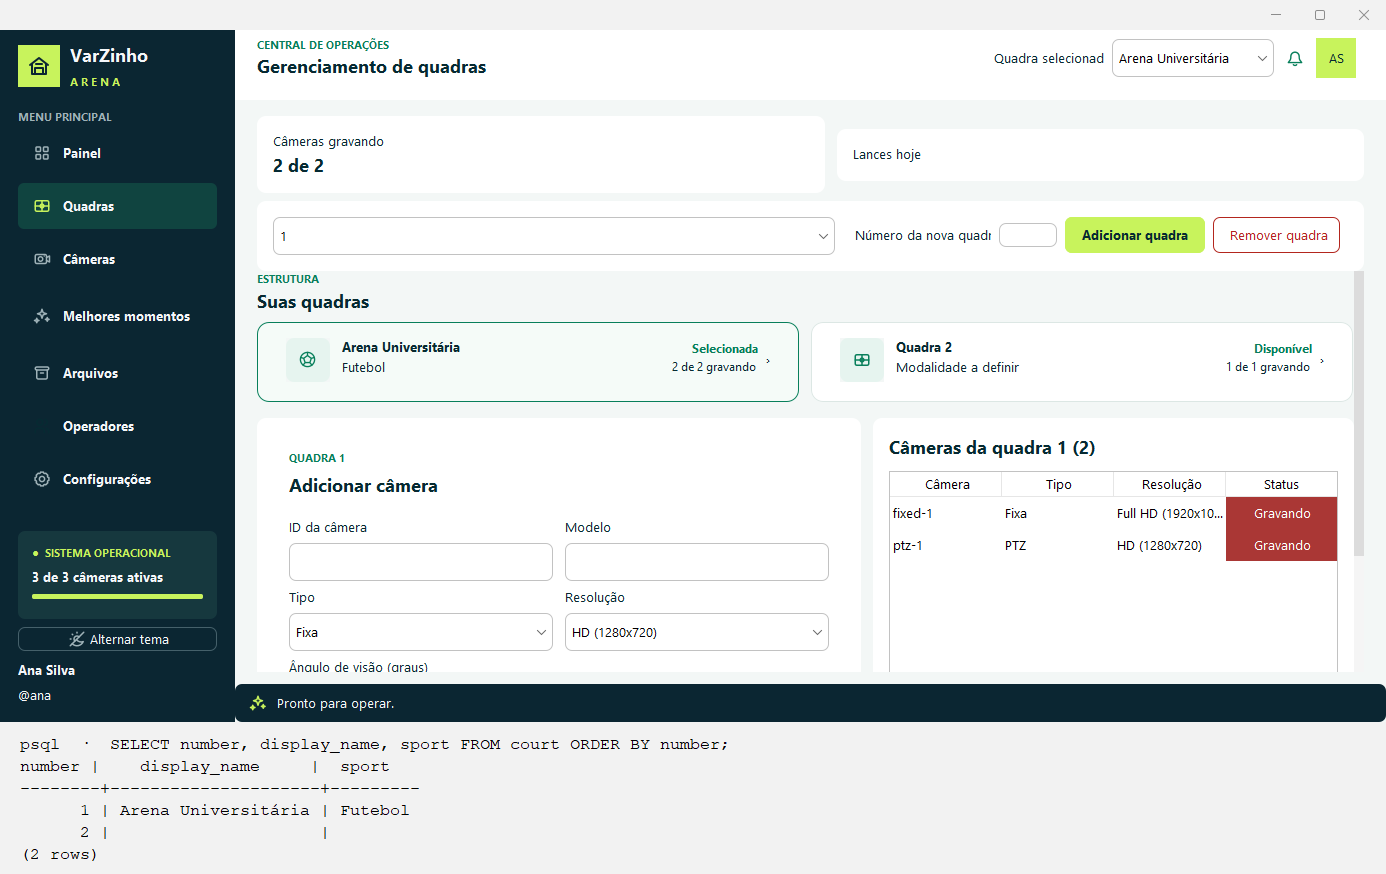 VarZinho
ARENA
MENU PRINCIPAL
Painel
Quadras
Câmeras
Melhores momentos
Arquivos
Operadores
Configurações
● SISTEMA OPERACIONAL
3 de 3 câmeras ativas
Alternar tema
Ana Silva
@ana
CENTRAL DE OPERAÇÕES
Gerenciamento de quadras
Quadra selecionad
Arena Universitária
AS
Câmeras gravando
2 de 2
Lances hoje
1
Número da nova quadr
Adicionar quadra
Remover quadra
ESTRUTURA
Suas quadras
Arena Universitária
Futebol
Selecionada
2 de 2 gravando
Quadra 2
Modalidade a definir
Disponível
1 de 1 gravando
QUADRA 1
Adicionar câmera
ID da câmera
Modelo
Tipo
Resolução
Fixa
HD (1280x720)
Ângulo de visão (graus)
Câmeras da quadra 1 (2)
Câmera Tipo Resolução Status
fixed-1 Fixa Full HD (1920x10... Gravando
ptz-1 PTZ HD (1280x720) Gravando
Pronto para operar.
psql · SELECT number, display_name, sport FROM court ORDER BY number;
number | display_name | sport
--------+---------------------+---------
1 | Arena Universitária | Futebol
2 | |
(2 rows)